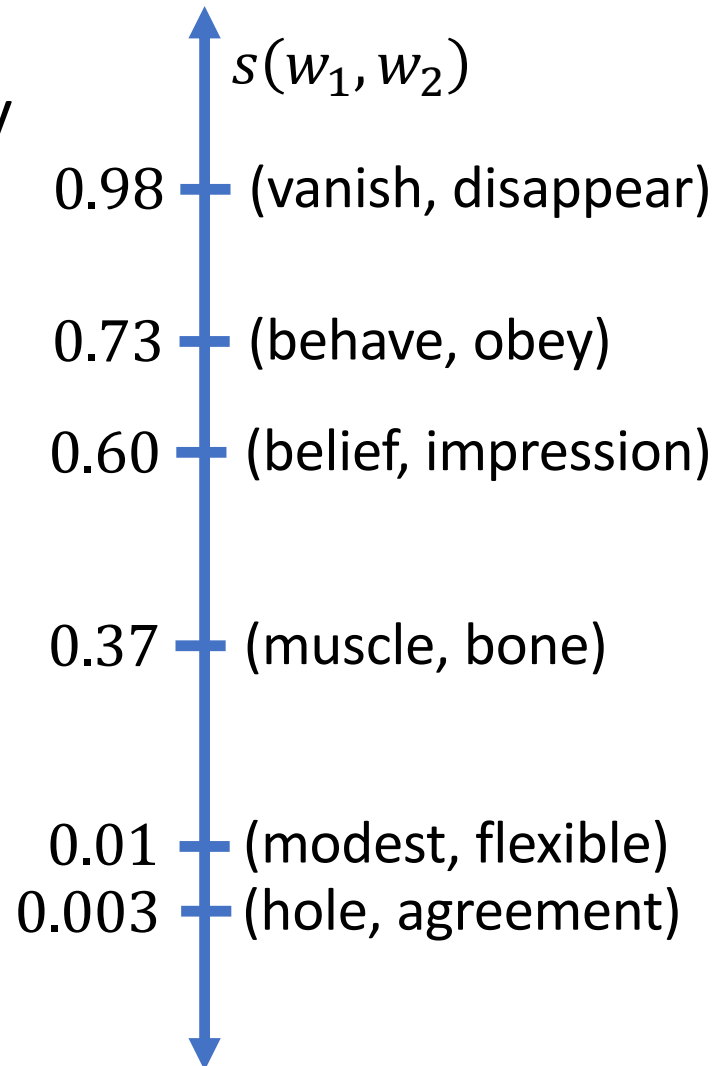 s(w₁, w₂)
y
0.98 (vanish, disappear)
0.73 (behave, obey)
0.60 (belief, impression)
0.37 (muscle, bone)
0.01 (modest, flexible)
0.003 (hole, agreement)